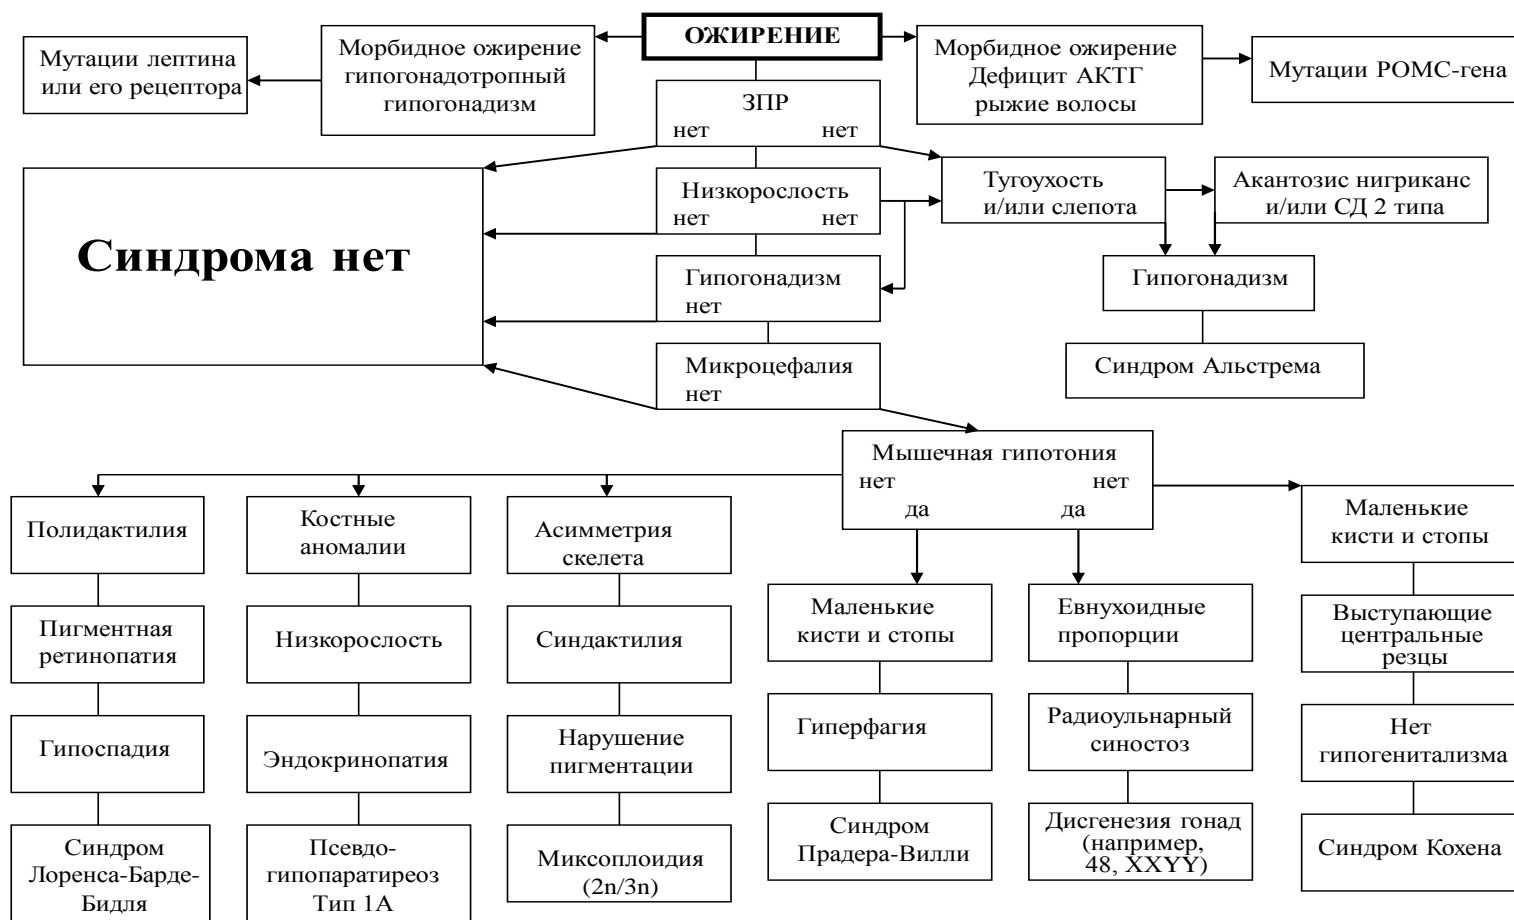 ОЖИРЕНИЕ
Мутации лептина
или его рецептора
Морбидное ожирение
гипогонадотропный
гипогонадизм
Морбидное ожирение
Дефицит АКТГ
рыжие волосы
Мутации POMC-гена
ЗПР
нет нет
Синдрома нет
Низкорослость
нет нет
Тугоухость
и/или слепота
Акантозис нигриканс
и/или СД 2 типа
Гипогонадизм
нет
Гипогонадизм
Микроцефалия
нет
Синдром Альстрема
Мышечная гипотония
нет нет
да да
Полидактилия
Пигментная
ретинопатия
Гипоспадия
Синдром
Лоренса-Барде-
Бидля
Костные
аномалии
Низкорослость
Эндокринопатия
Псевдо-
гипопаратиреоз
Тип 1А
Асимметрия
скелета
Синдактилия
Нарушение
пигментации
Миксоплоидия
(2n/3n)
Маленькие
кисти и стопы
Гиперфагия
Синдром
Прадера-Вилли
Евнухоидные
пропорции
Радиоульнарный
синостоз
Дисгенезия гонад
(например,
48, XXYY)
Маленькие
кисти и стопы
Выступающие
центральные
резцы
Нет
гипогенитализма
Синдром Кохена